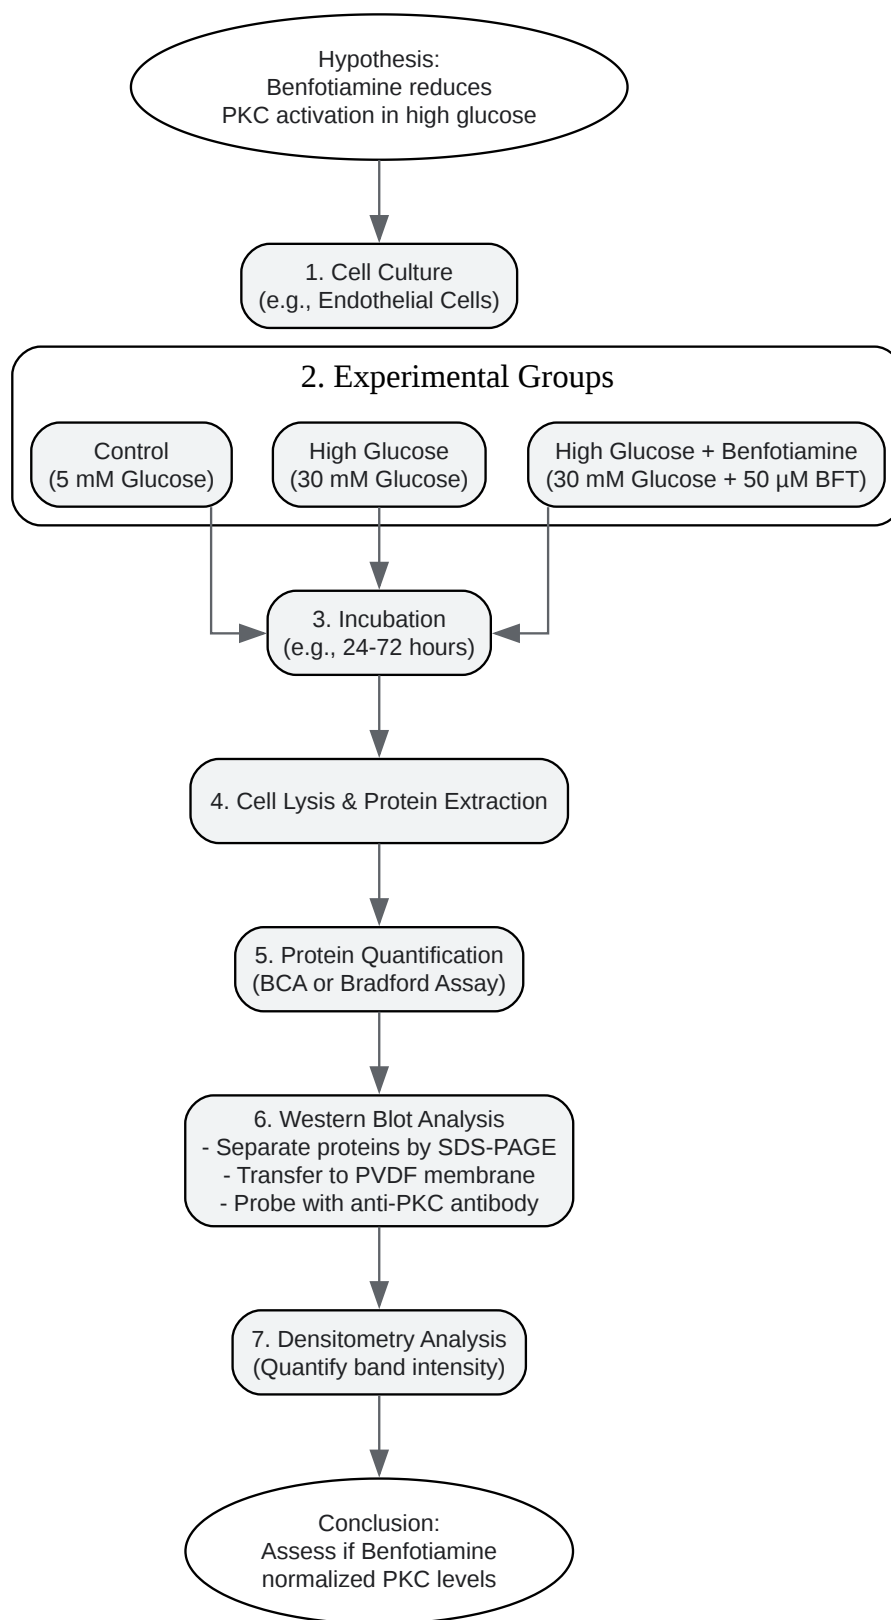 Hypothesis:
Benfotiamine reduces
PKC activation in high glucose
1. Cell Culture
(e.g., Endothelial Cells)
2. Experimental Groups
Control
(5 mM Glucose)
High Glucose
(30 mM Glucose)
High Glucose + Benfotiamine
(30 mM Glucose + 50 µM BFT)
3. Incubation
(e.g., 24-72 hours)
4. Cell Lysis & Protein Extraction
5. Protein Quantification
(BCA or Bradford Assay)
6. Western Blot Analysis
- Separate proteins by SDS-PAGE
- Transfer to PVDF membrane
- Probe with anti-PKC antibody
7. Densitometry Analysis
(Quantify band intensity)
Conclusion:
Assess if Benfotiamine
normalized PKC levels